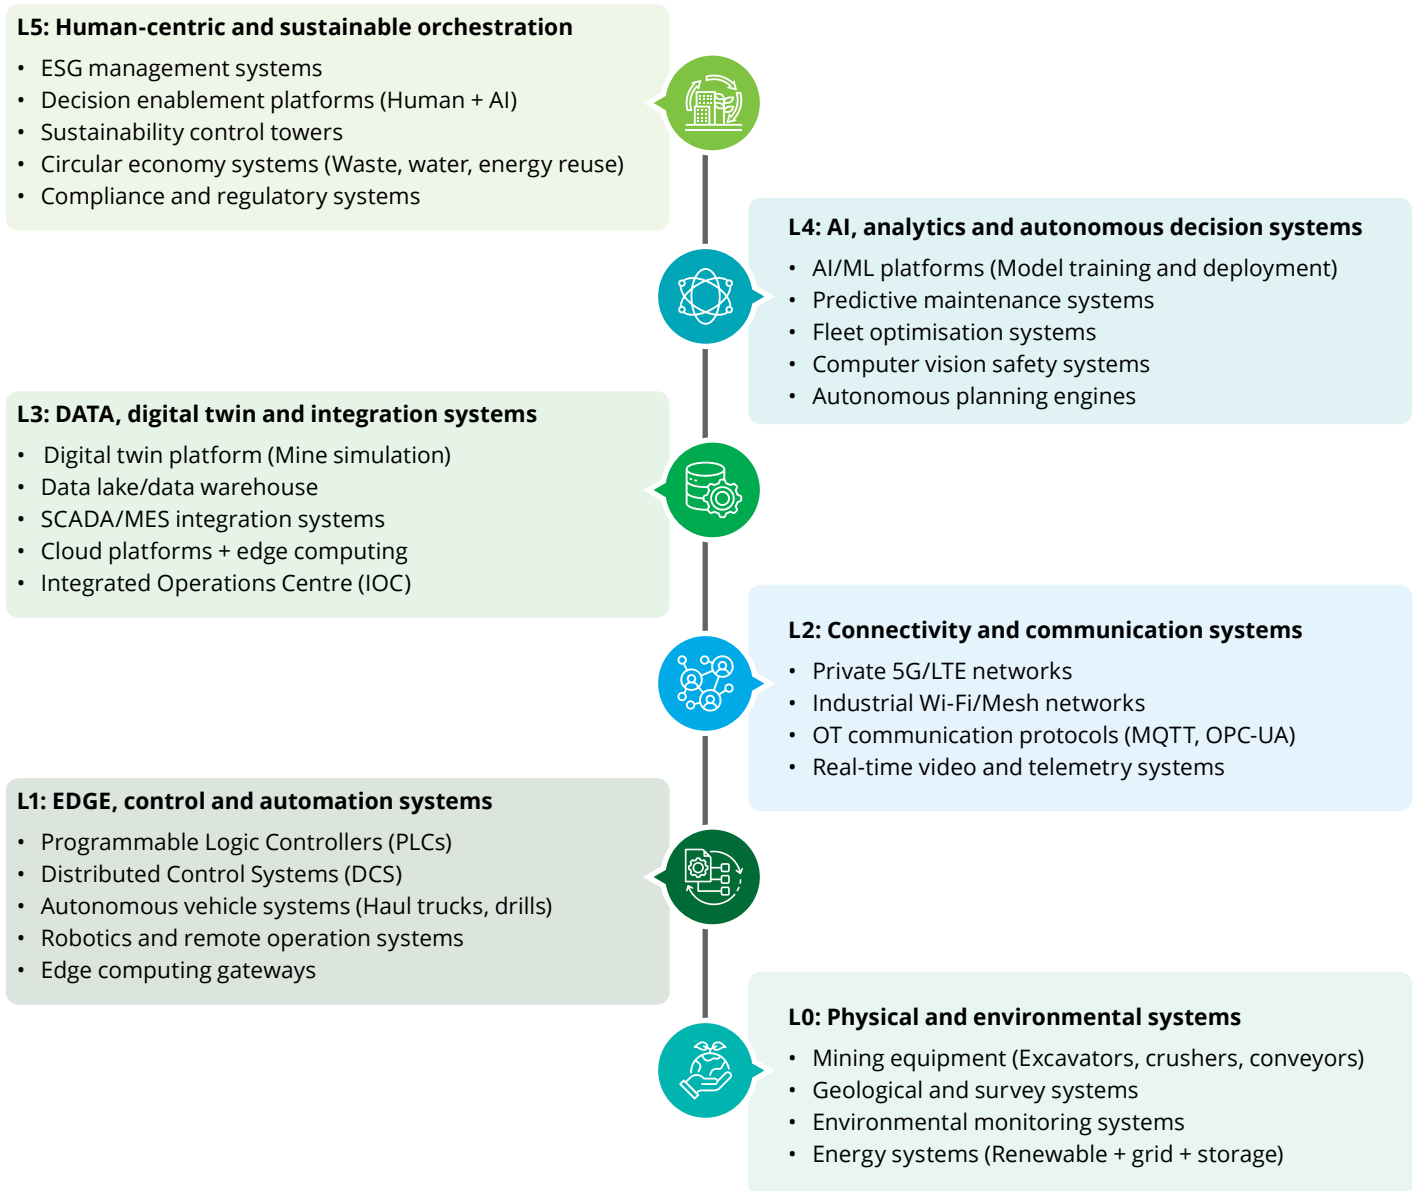 L5: Human-centric and sustainable orchestration
• ESG management systems
• Decision enablement platforms (Human + AI)
• Sustainability control towers
• Circular economy systems (Waste, water, energy reuse)
• Compliance and regulatory systems
L4: AI, analytics and autonomous decision systems
• AI/ML platforms (Model training and deployment)
• Predictive maintenance systems
• Fleet optimisation systems
• Computer vision safety systems
• Autonomous planning engines
L3: DATA, digital twin and integration systems
• Digital twin platform (Mine simulation)
• Data lake/data warehouse
• SCADA/MES integration systems
• Cloud platforms + edge computing
• Integrated Operations Centre (IOC)
L2: Connectivity and communication systems
• Private 5G/LTE networks
• Industrial Wi-Fi/Mesh networks
• OT communication protocols (MQTT, OPC-UA)
• Real-time video and telemetry systems
L1: EDGE, control and automation systems
• Programmable Logic Controllers (PLCs)
• Distributed Control Systems (DCS)
• Autonomous vehicle systems (Haul trucks, drills)
• Robotics and remote operation systems
• Edge computing gateways
L0: Physical and environmental systems
• Mining equipment (Excavators, crushers, conveyors)
• Geological and survey systems
• Environmental monitoring systems
• Energy systems (Renewable + grid + storage)